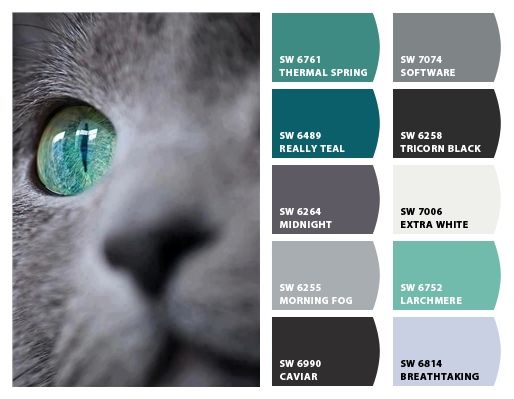 SW 6761
THERMAL SPRING
SW 7074
SOFTWARE
SW 6489
REALLY TEAL
SW 6258
TRICORN BLACK
SW 6264
MIDNIGHT
SW 7006
EXTRA WHITE
SW 6255
MORNING FOG
SW 6752
LARCHMERE
SW 6990
CAVIAR
SW 6814
BREATHTAKING